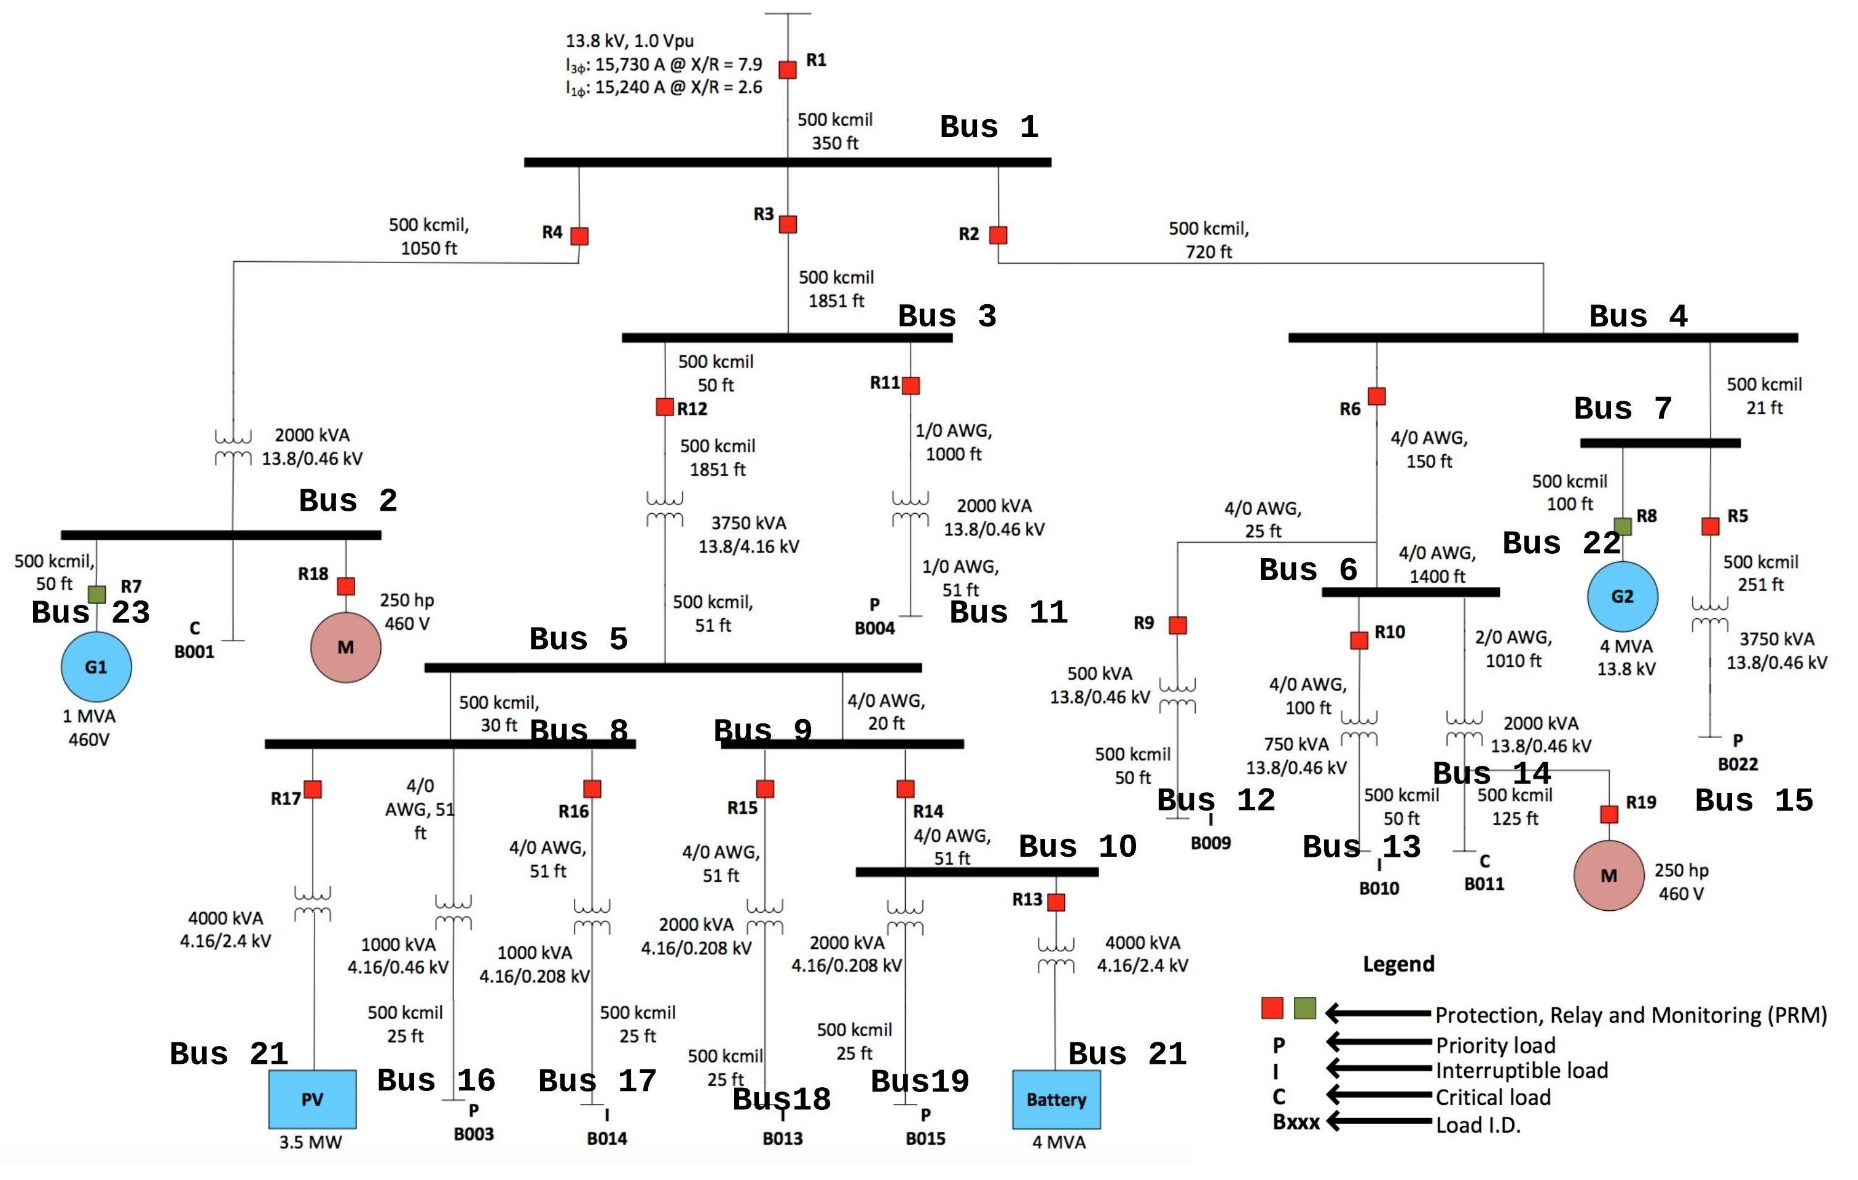 13.8 kV, 1.0 Vpu
I3ϕ: 15,730 A @ X/R = 7.9
I1ϕ: 15,240 A @ X/R = 2.6
R1
500 kcmil
350 ft
Bus 1
500 kcmil,
1050 ft
R4
R3
R2
500 kcmil,
720 ft
500 kcmil
1851 ft
Bus 3
Bus 4
500 kcmil
50 ft
R12
500 kcmil
1851 ft
3750 kVA
13.8/4.16 kV
500 kcmil,
51 ft
R11
1/0 AWG,
1000 ft
2000 kVA
13.8/0.46 kV
1/0 AWG,
51 ft
P
B004
Bus 11
2000 kVA
13.8/0.46 kV
Bus 2
500 kcmil,
50 ft
R7
Bus 23
G1
1 MVA
460V
C
B001
R18
250 hp
460 V
M
R6
4/0 AWG,
150 ft
500 kcmil
21 ft
Bus 7
500 kcmil
100 ft
R8
Bus 22
G2
4 MVA
13.8 kV
R5
500 kcmil
251 ft
3750 kVA
13.8/0.46 kV
P
B022
Bus 15
4/0 AWG,
25 ft
4/0 AWG,
1400 ft
Bus 6
R9
500 kVA
13.8/0.46 kV
500 kcmil
50 ft
Bus 12
I
B009
R10
4/0 AWG,
100 ft
750 kVA
13.8/0.46 kV
500 kcmil
50 ft
Bus 13
I
B010
2/0 AWG,
1010 ft
2000 kVA
13.8/0.46 kV
Bus 14
500 kcmil
125 ft
C
B011
R19
M
250 hp
460 V
Bus 5
500 kcmil,
30 ft
Bus 8
4/0 AWG,
20 ft
Bus 9
R17
4000 kVA
4.16/2.4 kV
Bus 21
PV
3.5 MW
4/0
AWG, 51
ft
1000 kVA
4.16/0.46 kV
500 kcmil
25 ft
Bus 16
P
B003
R16
4/0 AWG,
51 ft
1000 kVA
4.16/0.208 kV
500 kcmil
25 ft
Bus 17
I
B014
R15
4/0 AWG,
51 ft
2000 kVA
4.16/0.208 kV
500 kcmil
25 ft
Bus18
I
B013
R14
4/0 AWG,
51 ft
Bus 10
2000 kVA
4.16/0.208 kV
500 kcmil
25 ft
Bus19
P
B015
R13
4000 kVA
4.16/2.4 kV
Bus 21
Battery
4 MVA
Legend
Protection, Relay and Monitoring (PRM)
P Priority load
I Interruptible load
C Critical load
Bxxx Load I.D.